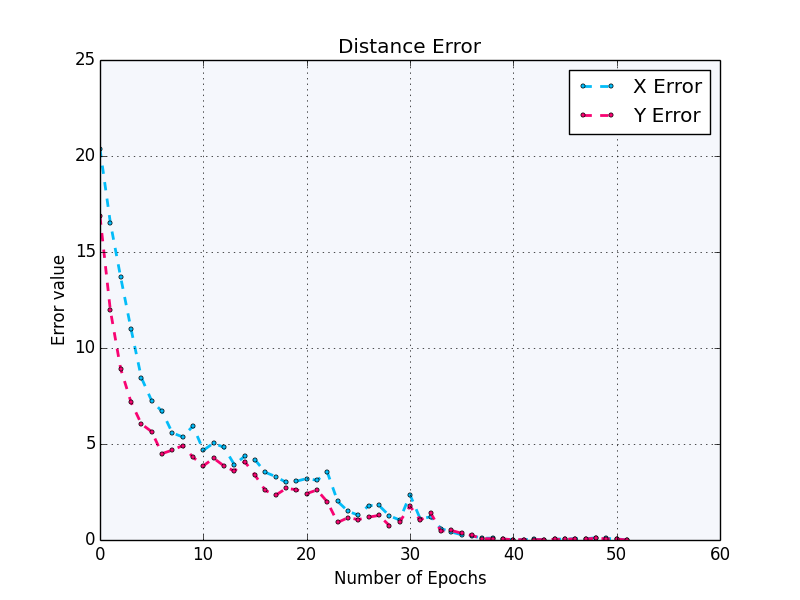 Distance Error
X Error
Y Error
Error value
25
20
15
10
5
0
0 10 20 30 40 50 60
Number of Epochs